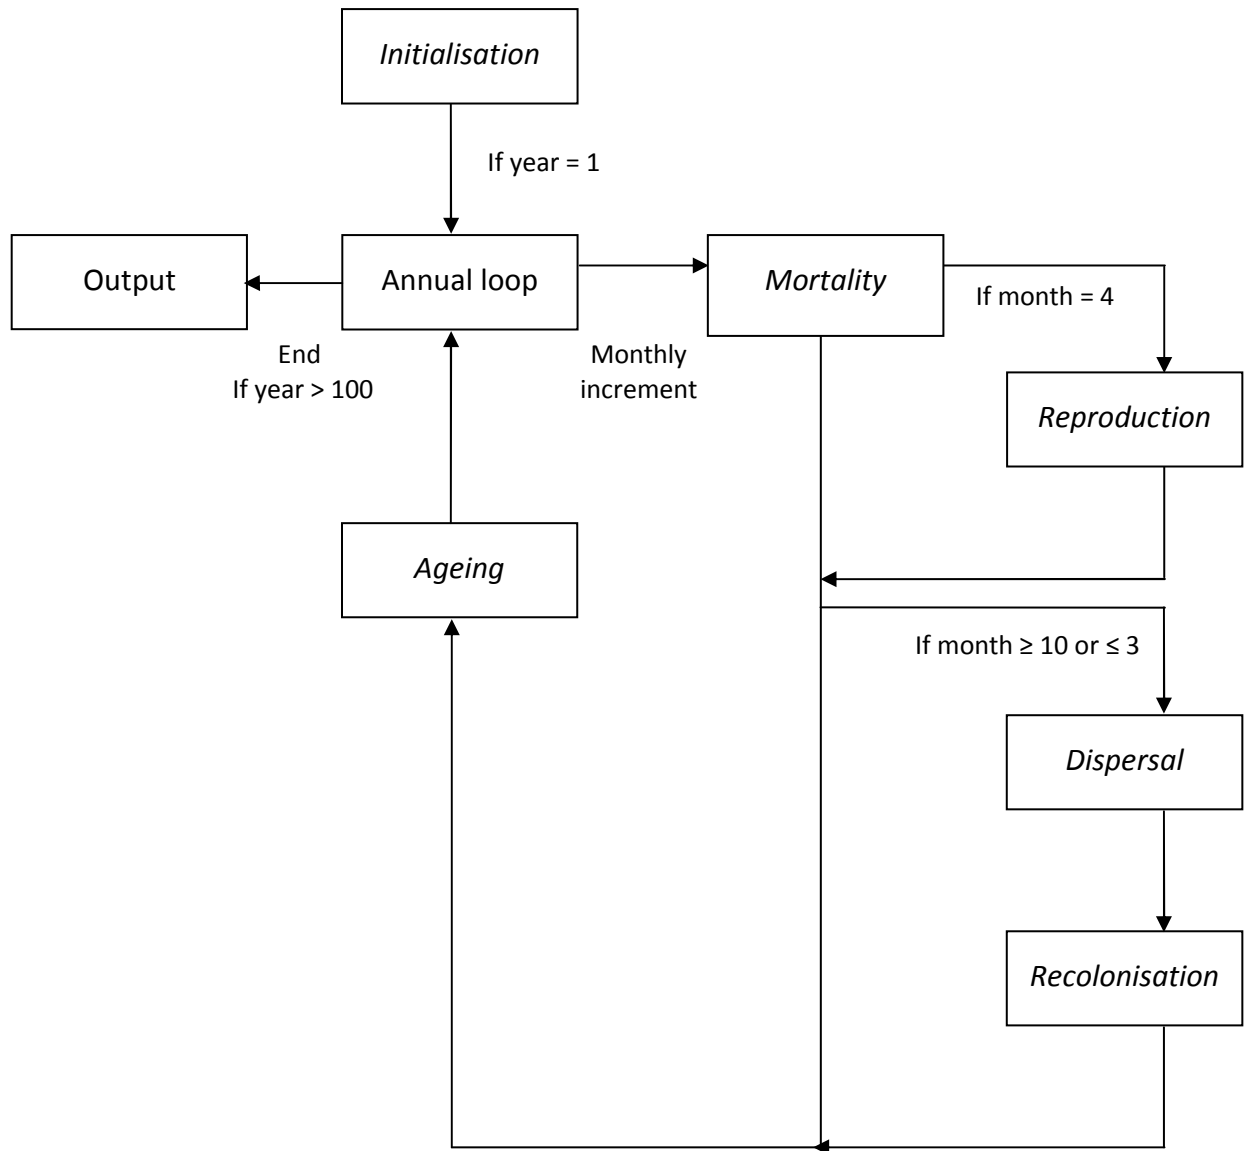 Initialisation
If year = 1
Output
Annual loop
Mortality
If month = 4
End
If year > 100
Monthly
increment
Reproduction
Ageing
If month ≥ 10 or ≤ 3
Dispersal
Recolonisation